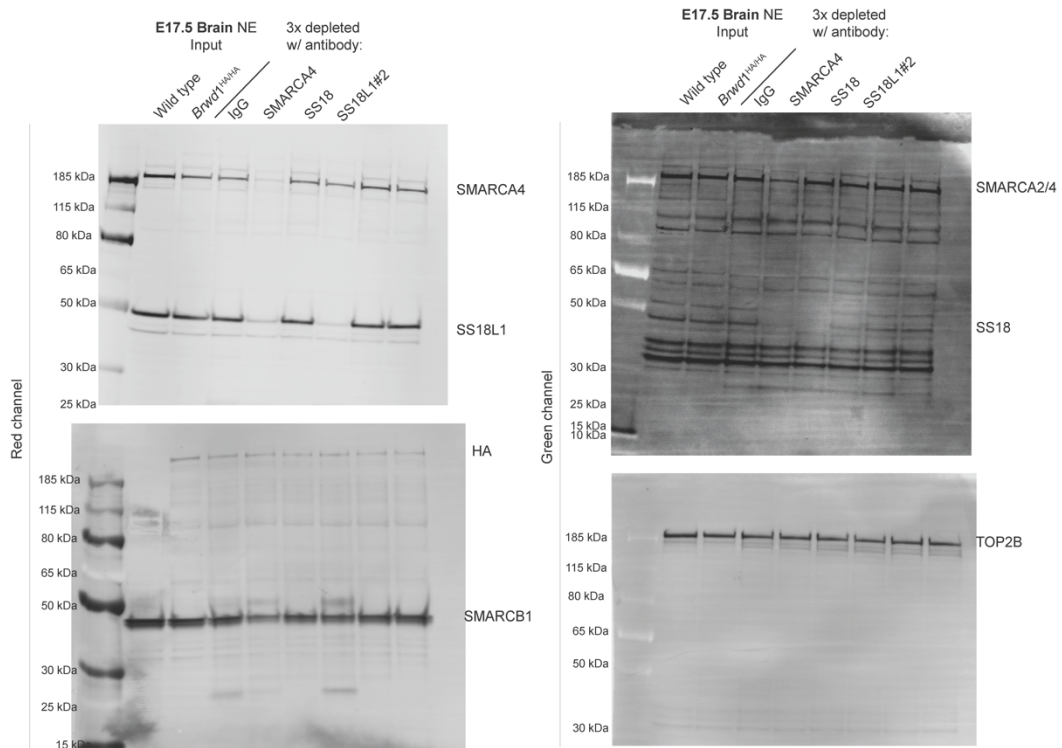 E17.5 Brain NE
Input
3x depleted
w/ antibody:
Wild type
Brwd1HA/HA
IgG
SMARCA4
SS18
SS18L1#2
Red channel
185 kDa
115 kDa
80 kDa
65 kDa
50 kDa
30 kDa
25 kDa
SMARCA4
SS18L1
185 kDa
115 kDa
80 kDa
65 kDa
50 kDa
30 kDa
25 kDa
15 kDa
HA
SMARCB1
E17.5 Brain NE
Input
3x depleted
w/ antibody:
Wild type
Brwd1HA/HA
IgG
SMARCA4
SS18
SS18L1#2
Green channel
185 kDa
115 kDa
80 kDa
65 kDa
50 kDa
30 kDa
25 kDa
15 kDa
10 kDa
SMARCA2/4
SS18
185 kDa
115 kDa
80 kDa
65 kDa
50 kDa
30 kDa
TOP2B